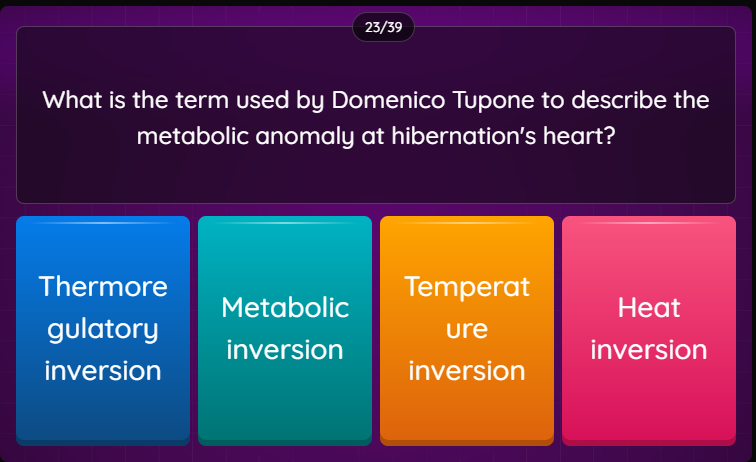 23/39
What is the term used by Domenico Tupone to describe the
metabolic anomaly at hibernation's heart?
Thermore
gulatory
inversion
Metabolic
inversion
Temperat
ure
inversion
Heat
inversion